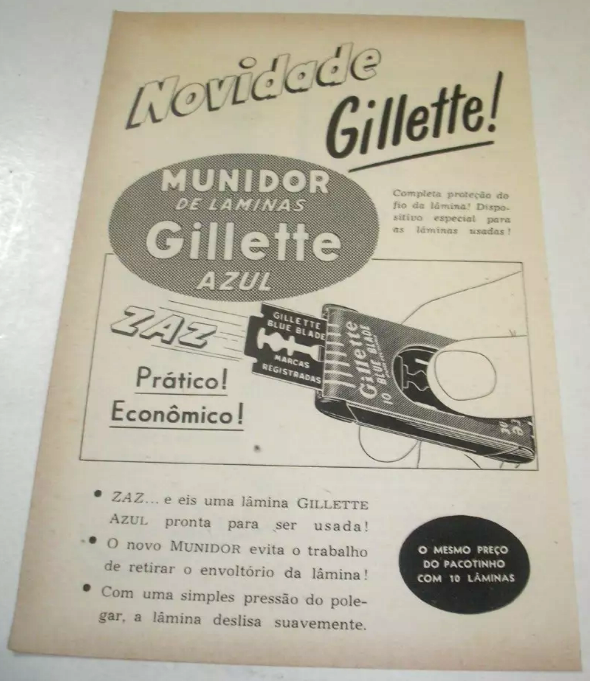 Novidade
Gillette!
MUNIDOR
DE LÂMINAS
Gillette
AZUL
Completa proteção do
fio da lâmina! Dispo-
sitivo especial para
as lâminas usadas!
ZAZ
GILLETTE
BLUE BLADE
MARCAS
REGISTRADAS
Gillette
10 BLUE BLADE
Prático!
Econômico!
• ZAZ... e eis uma lâmina GILLETTE
AZUL pronta para ser usada!
• O novo MUNIDOR evita o trabalho
de retirar o envoltório da lâmina!
• Com uma simples pressão do pole-
gar, a lâmina deslisa suavemente.
O MESMO PREÇO
DO PACOTINHO
COM 10 LÂMINAS